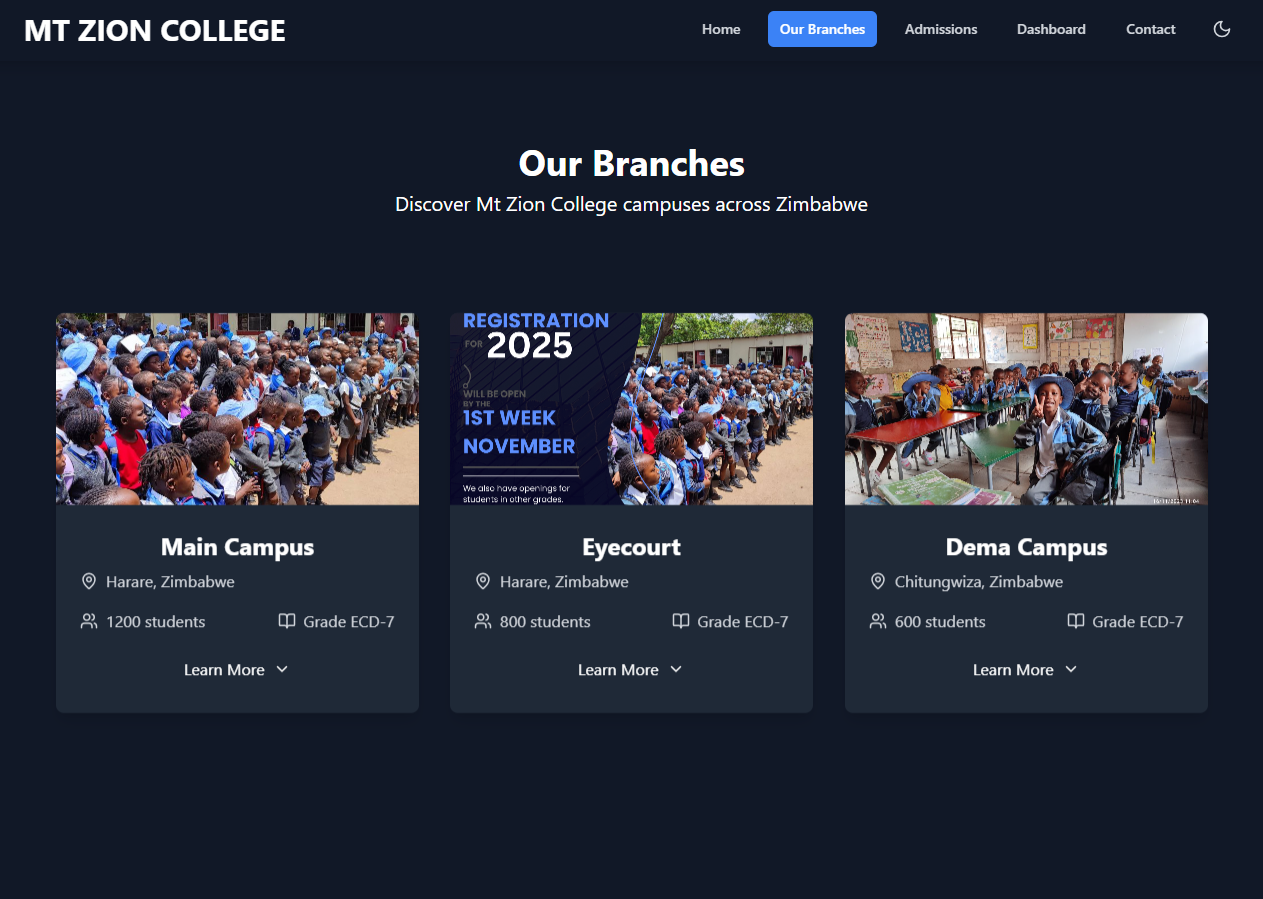 MT ZION COLLEGE
Home
Our Branches
Admissions
Dashboard
Contact
Our Branches
Discover Mt Zion College campuses across Zimbabwe
REGISTRATION
FOR 2025
WILL BE OPEN
BY THE
1ST WEEK
NOVEMBER
We also have openings for
students in other grades.
Main Campus
Harare, Zimbabwe
1200 students
Grade ECD-7
Learn More
Eyecourt
Harare, Zimbabwe
800 students
Grade ECD-7
Learn More
Dema Campus
Chitungwiza, Zimbabwe
600 students
Grade ECD-7
Learn More